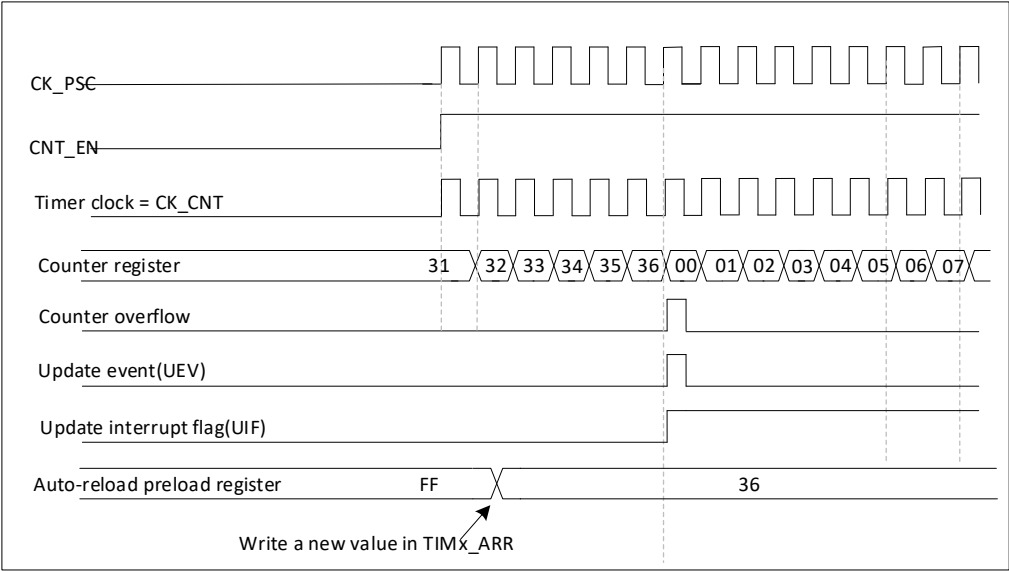 CK_PSC
CNT_EN
Timer clock = CK_CNT
Counter register 31 32 33 34 35 36 00 01 02 03 04 05 06 07
Counter overflow
Update event(UEV)
Update interrupt flag(UIF)
Auto-reload preload register FF 36
Write a new value in TIMx_ARR